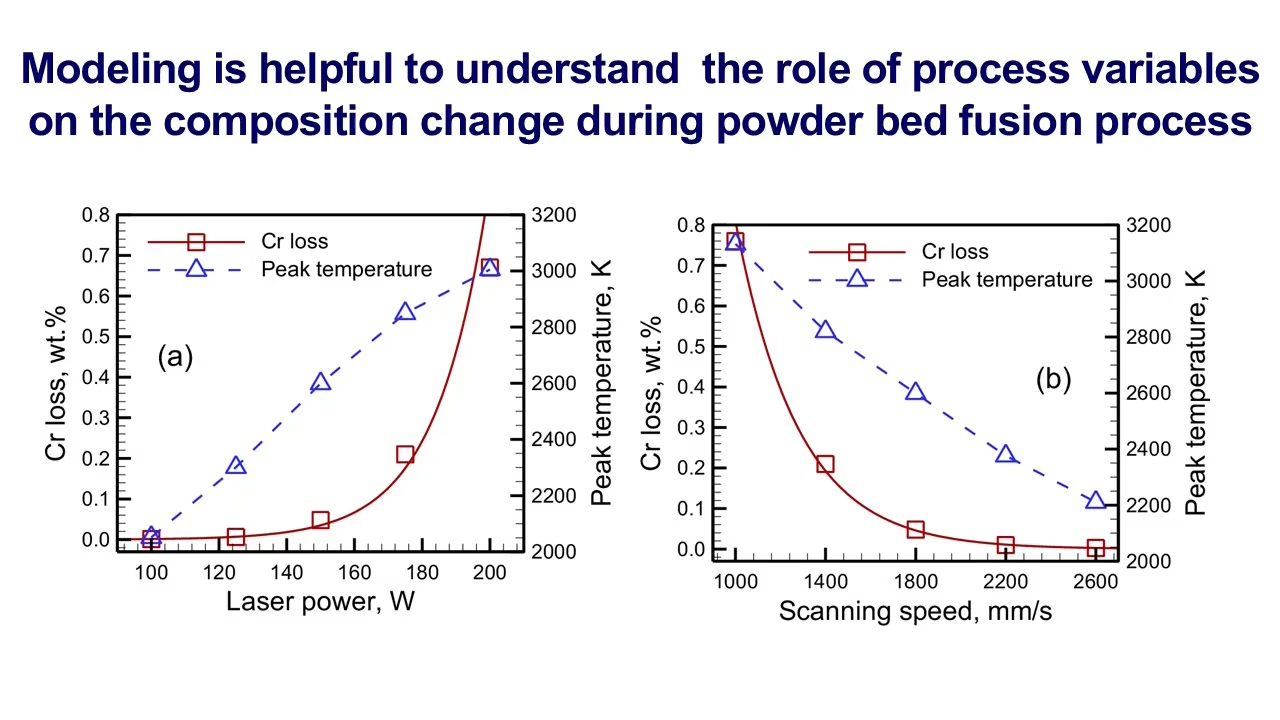 Modeling is helpful to understand  the role of process variables
on the composition change during powder bed fusion process
0.8
0.7
0.6
0.5
0.4
0.3
0.2
0.1
0.0
Cr loss, wt.%
Cr loss
Peak temperature
(a)
3200
3000
2800
2600
2400
2200
2000
Peak temperature, K
100 120 140 160 180 200
Laser power, W
0.8
0.7
0.6
0.5
0.4
0.3
0.2
0.1
0.0
Cr loss, wt.%
Cr loss
Peak temperature
(b)
3200
3000
2800
2600
2400
2200
2000
Peak temperature, K
1000 1400 1800 2200 2600
Scanning speed, mm/s